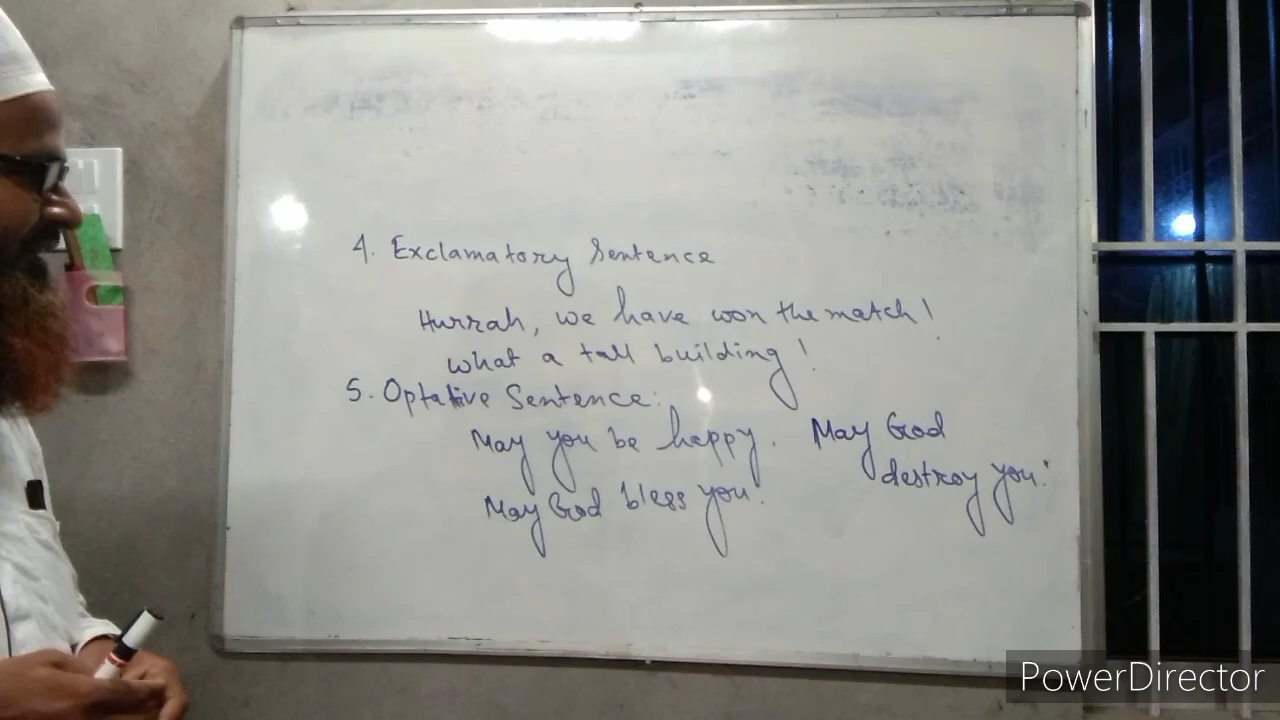 4. Exclamatory Sentence
Hurrah, we have won the match!
What a tall building!
5. Optative Sentence:
May you be happy. May God
destroy you.
May God bless you.
PowerDirector